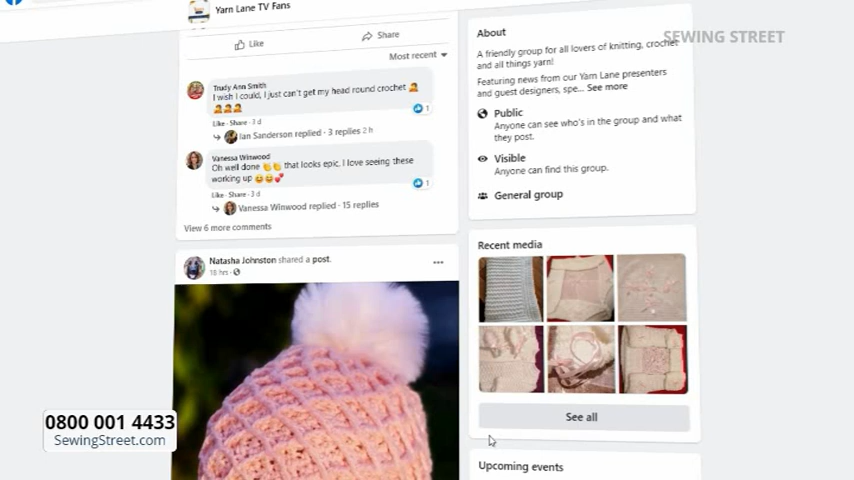 Yarn Lane TV Fans
SEWING STREET
Like
Share
Most recent
Trudy Ann Smith
I wish I could, I just can't get my head round crochet
1
Like · Share · 3 d
Ian Sanderson replied · 3 replies 2 h
Vanessa Winwood
Oh well done 👏👏 that looks epic, I love seeing these
working up 😄😄💕
1
Like · Share · 3 d
Vanessa Winwood replied · 15 replies
View 6 more comments
Natasha Johnston shared a post.
18 hrs ·
About
A friendly group for all lovers of knitting, crochet
and all things yarn!
Featuring news from our Yarn Lane presenters
and guest designers, spe... See more
Public
Anyone can see who's in the group and what
they post.
Visible
Anyone can find this group.
General group
Recent media
See all
Upcoming events
0800 001 4433
SewingStreet.com